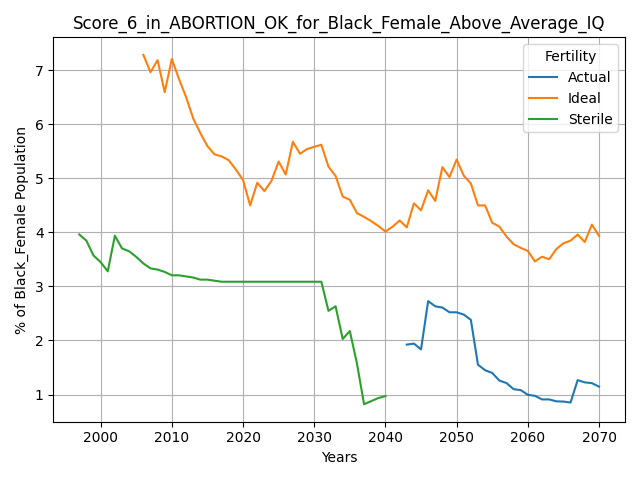 Score_6_in_ABORTION_OK_for_Black_Female_Above_Average_IQ
Fertility
Actual
Ideal
Sterile
% of Black_Female Population
7
6
5
4
3
2
1
2000 2010 2020 2030 2040 2050 2060 2070
Years